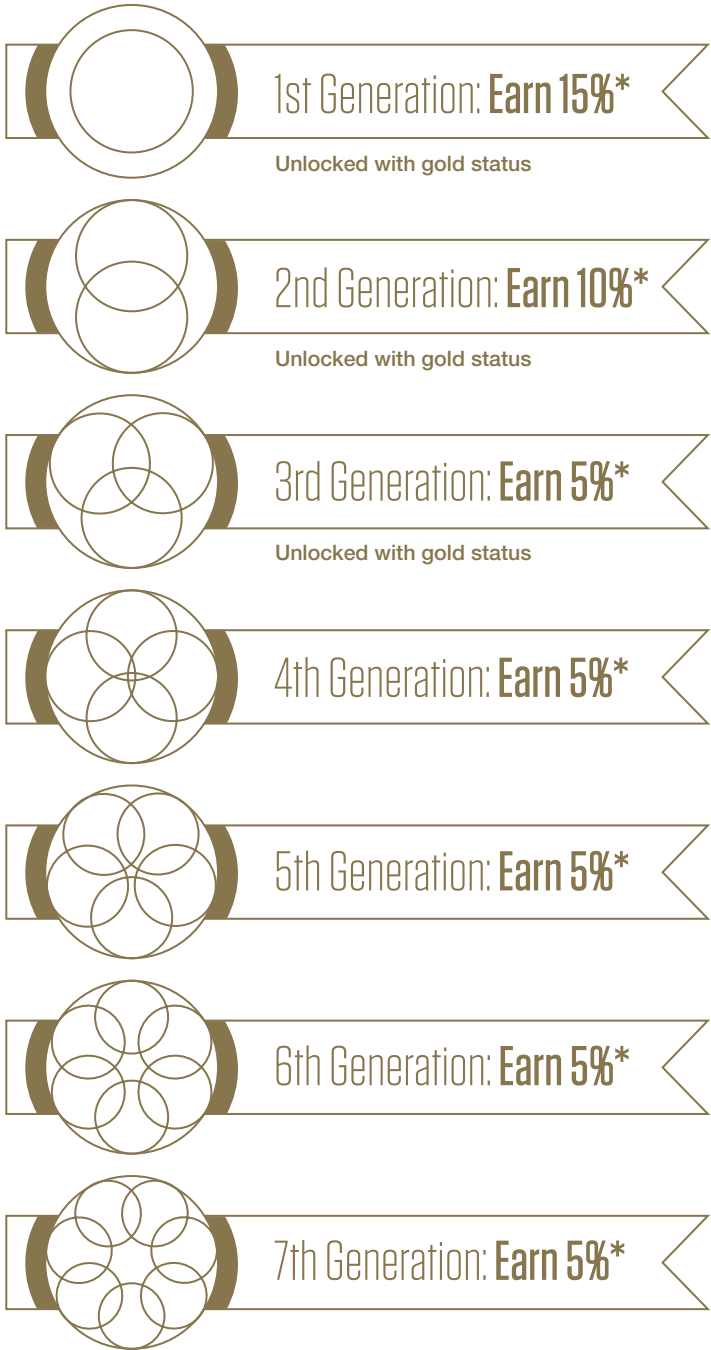 1st Generation: Earn 15%*
Unlocked with gold status
2nd Generation: Earn 10%*
Unlocked with gold status
3rd Generation: Earn 5%*
Unlocked with gold status
4th Generation: Earn 5%*
5th Generation: Earn 5%*
6th Generation: Earn 5%*
7th Generation: Earn 5%*